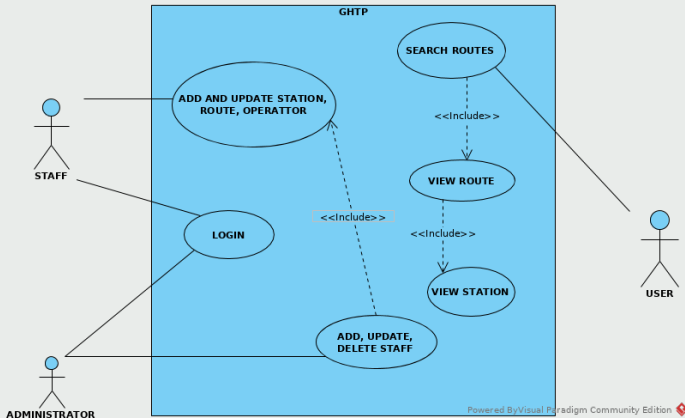 GHTP
SEARCH ROUTES
ADD AND UPDATE STATION,
ROUTE, OPERATTOR
<<Include>>
STAFF
VIEW ROUTE
<<Include>>
LOGIN
<<Include>>
VIEW STATION
USER
ADD, UPDATE,
DELETE STAFF
ADMINISTRATOR
Powered ByVisual Paradigm Community Edition